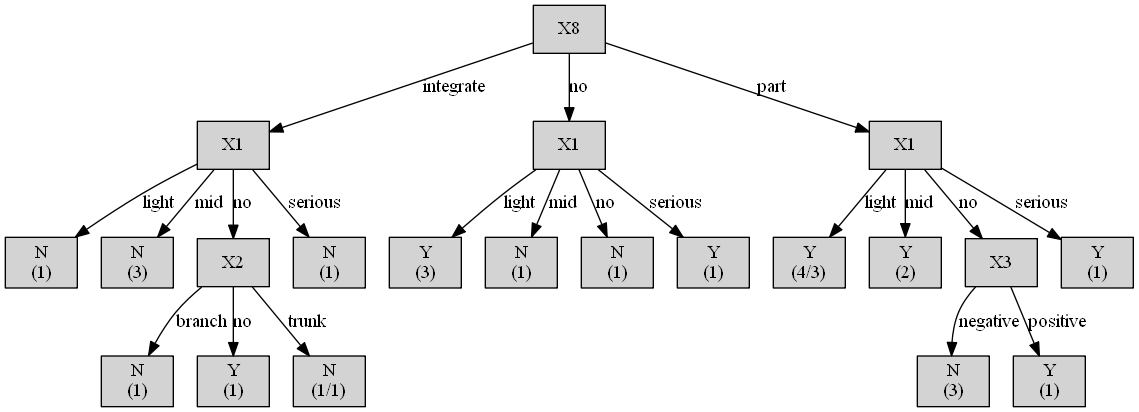 X8
integrate
no
part
X1
X1
X1
light
mid
no
serious
light
mid
no
serious
light
mid
no
serious
N
(1)
N
(3)
X2
N
(1)
Y
(3)
N
(1)
N
(1)
Y
(1)
Y
(4/3)
Y
(2)
X3
Y
(1)
branch
no
trunk
negative
positive
N
(1)
Y
(1)
N
(1/1)
N
(3)
Y
(1)